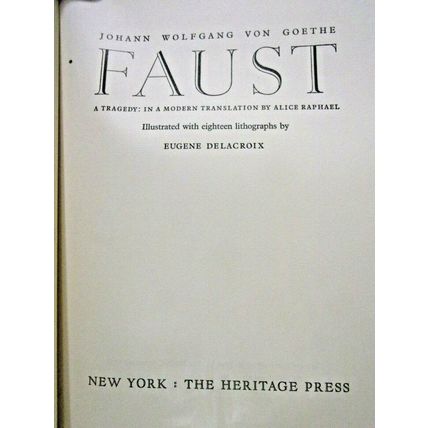 JOHANN WOLFGANG VON GOETHE
FAUST
A TRAGEDY: IN A MODERN TRANSLATION BY ALICE RAPHAEL
Illustrated with eighteen lithographs by
EUGENE DELACROIX
NEW YORK : THE HERITAGE PRESS